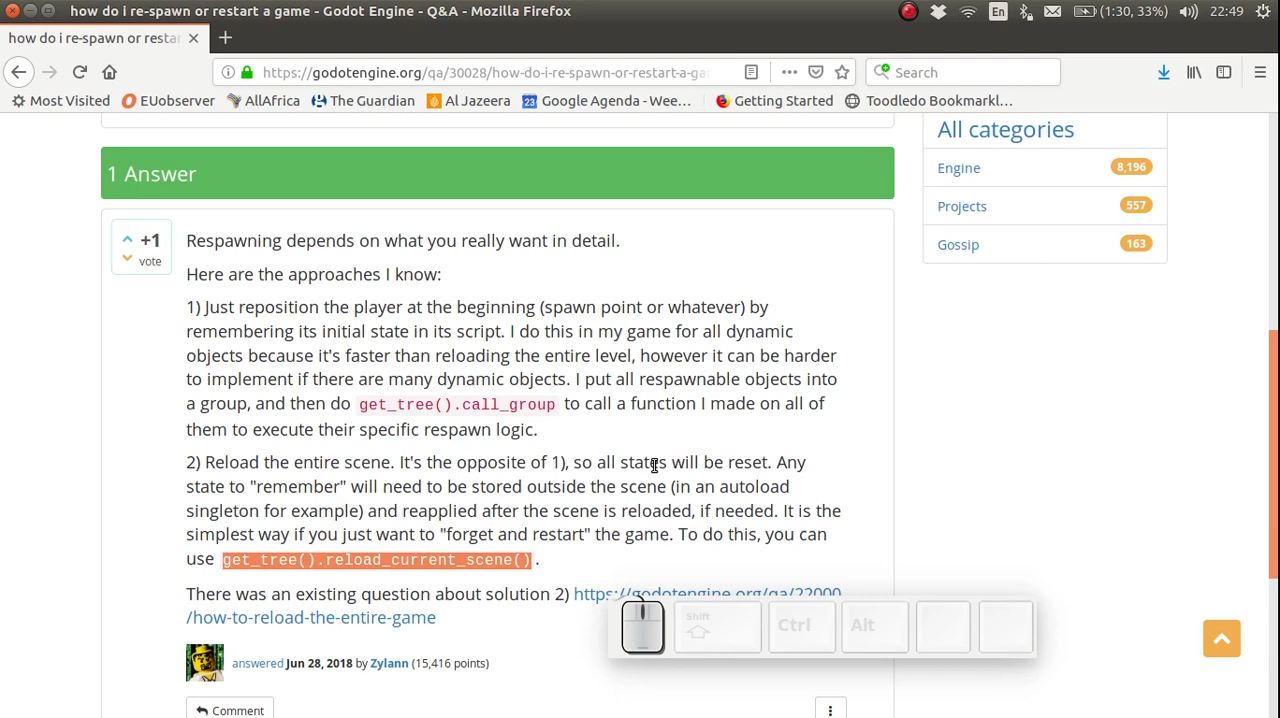 how do i re-spawn or restart a game - Godot Engine - Q&A - Mozilla Firefox
En
(1:30, 33%)
22:49
how do i re-spawn or restar
https://godotengine.org/qa/30028/how-do-i-re-spawn-or-restart-a-ga
Search
Most Visited
EUobserver
AllAfrica
The Guardian
Al Jazeera
23
Google Agenda - Wee...
Getting Started
Toodledo Bookmarkl...
All categories
Engine 8,196
Projects 557
Gossip 163
1 Answer
+1
vote
Respawning depends on what you really want in detail.
Here are the approaches I know:
1) Just reposition the player at the beginning (spawn point or whatever) by
remembering its initial state in its script. I do this in my game for all dynamic
objects because it's faster than reloading the entire level, however it can be harder
to implement if there are many dynamic objects. I put all respawnable objects into
a group, and then do get_tree().call_group to call a function I made on all of
them to execute their specific respawn logic.
2) Reload the entire scene. It's the opposite of 1), so all states will be reset. Any
state to "remember" will need to be stored outside the scene (in an autoload
singleton for example) and reapplied after the scene is reloaded, if needed. It is the
simplest way if you just want to "forget and restart" the game. To do this, you can
use get_tree().reload_current_scene() .
There was an existing question about solution 2) https://godotengine.org/qa/22000
/how-to-reload-the-entire-game
Shift
Ctrl
Alt
answered Jun 28, 2018 by Zylann (15,416 points)
Comment